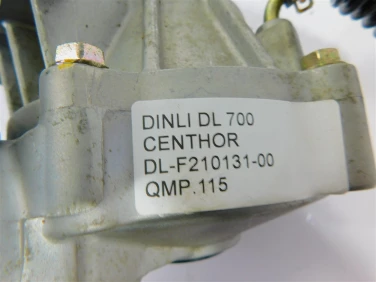 DINLI DL 700
CENTHOR
DL-F210131-00
QMP.115